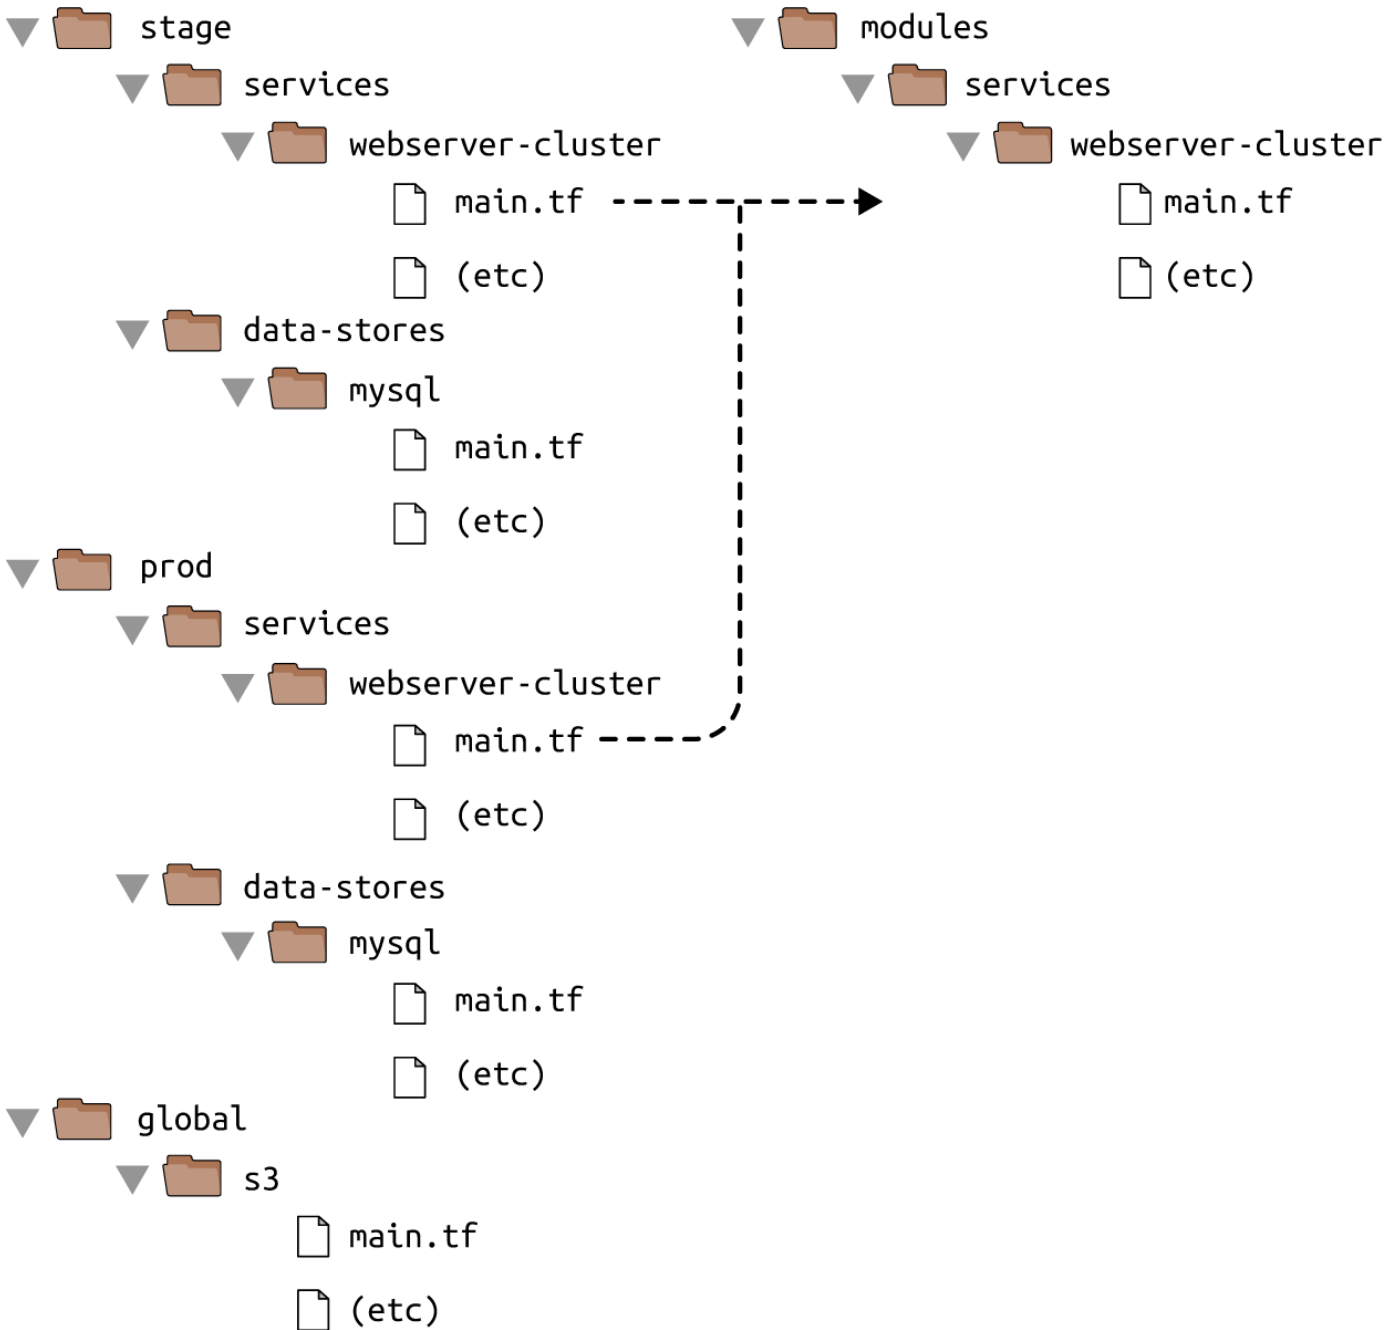 stage
services
webserver-cluster
main.tf
(etc)
data-stores
mysql
main.tf
(etc)
prod
services
webserver-cluster
main.tf
(etc)
data-stores
mysql
main.tf
(etc)
global
s3
main.tf
(etc)
modules
services
webserver-cluster
main.tf
(etc)